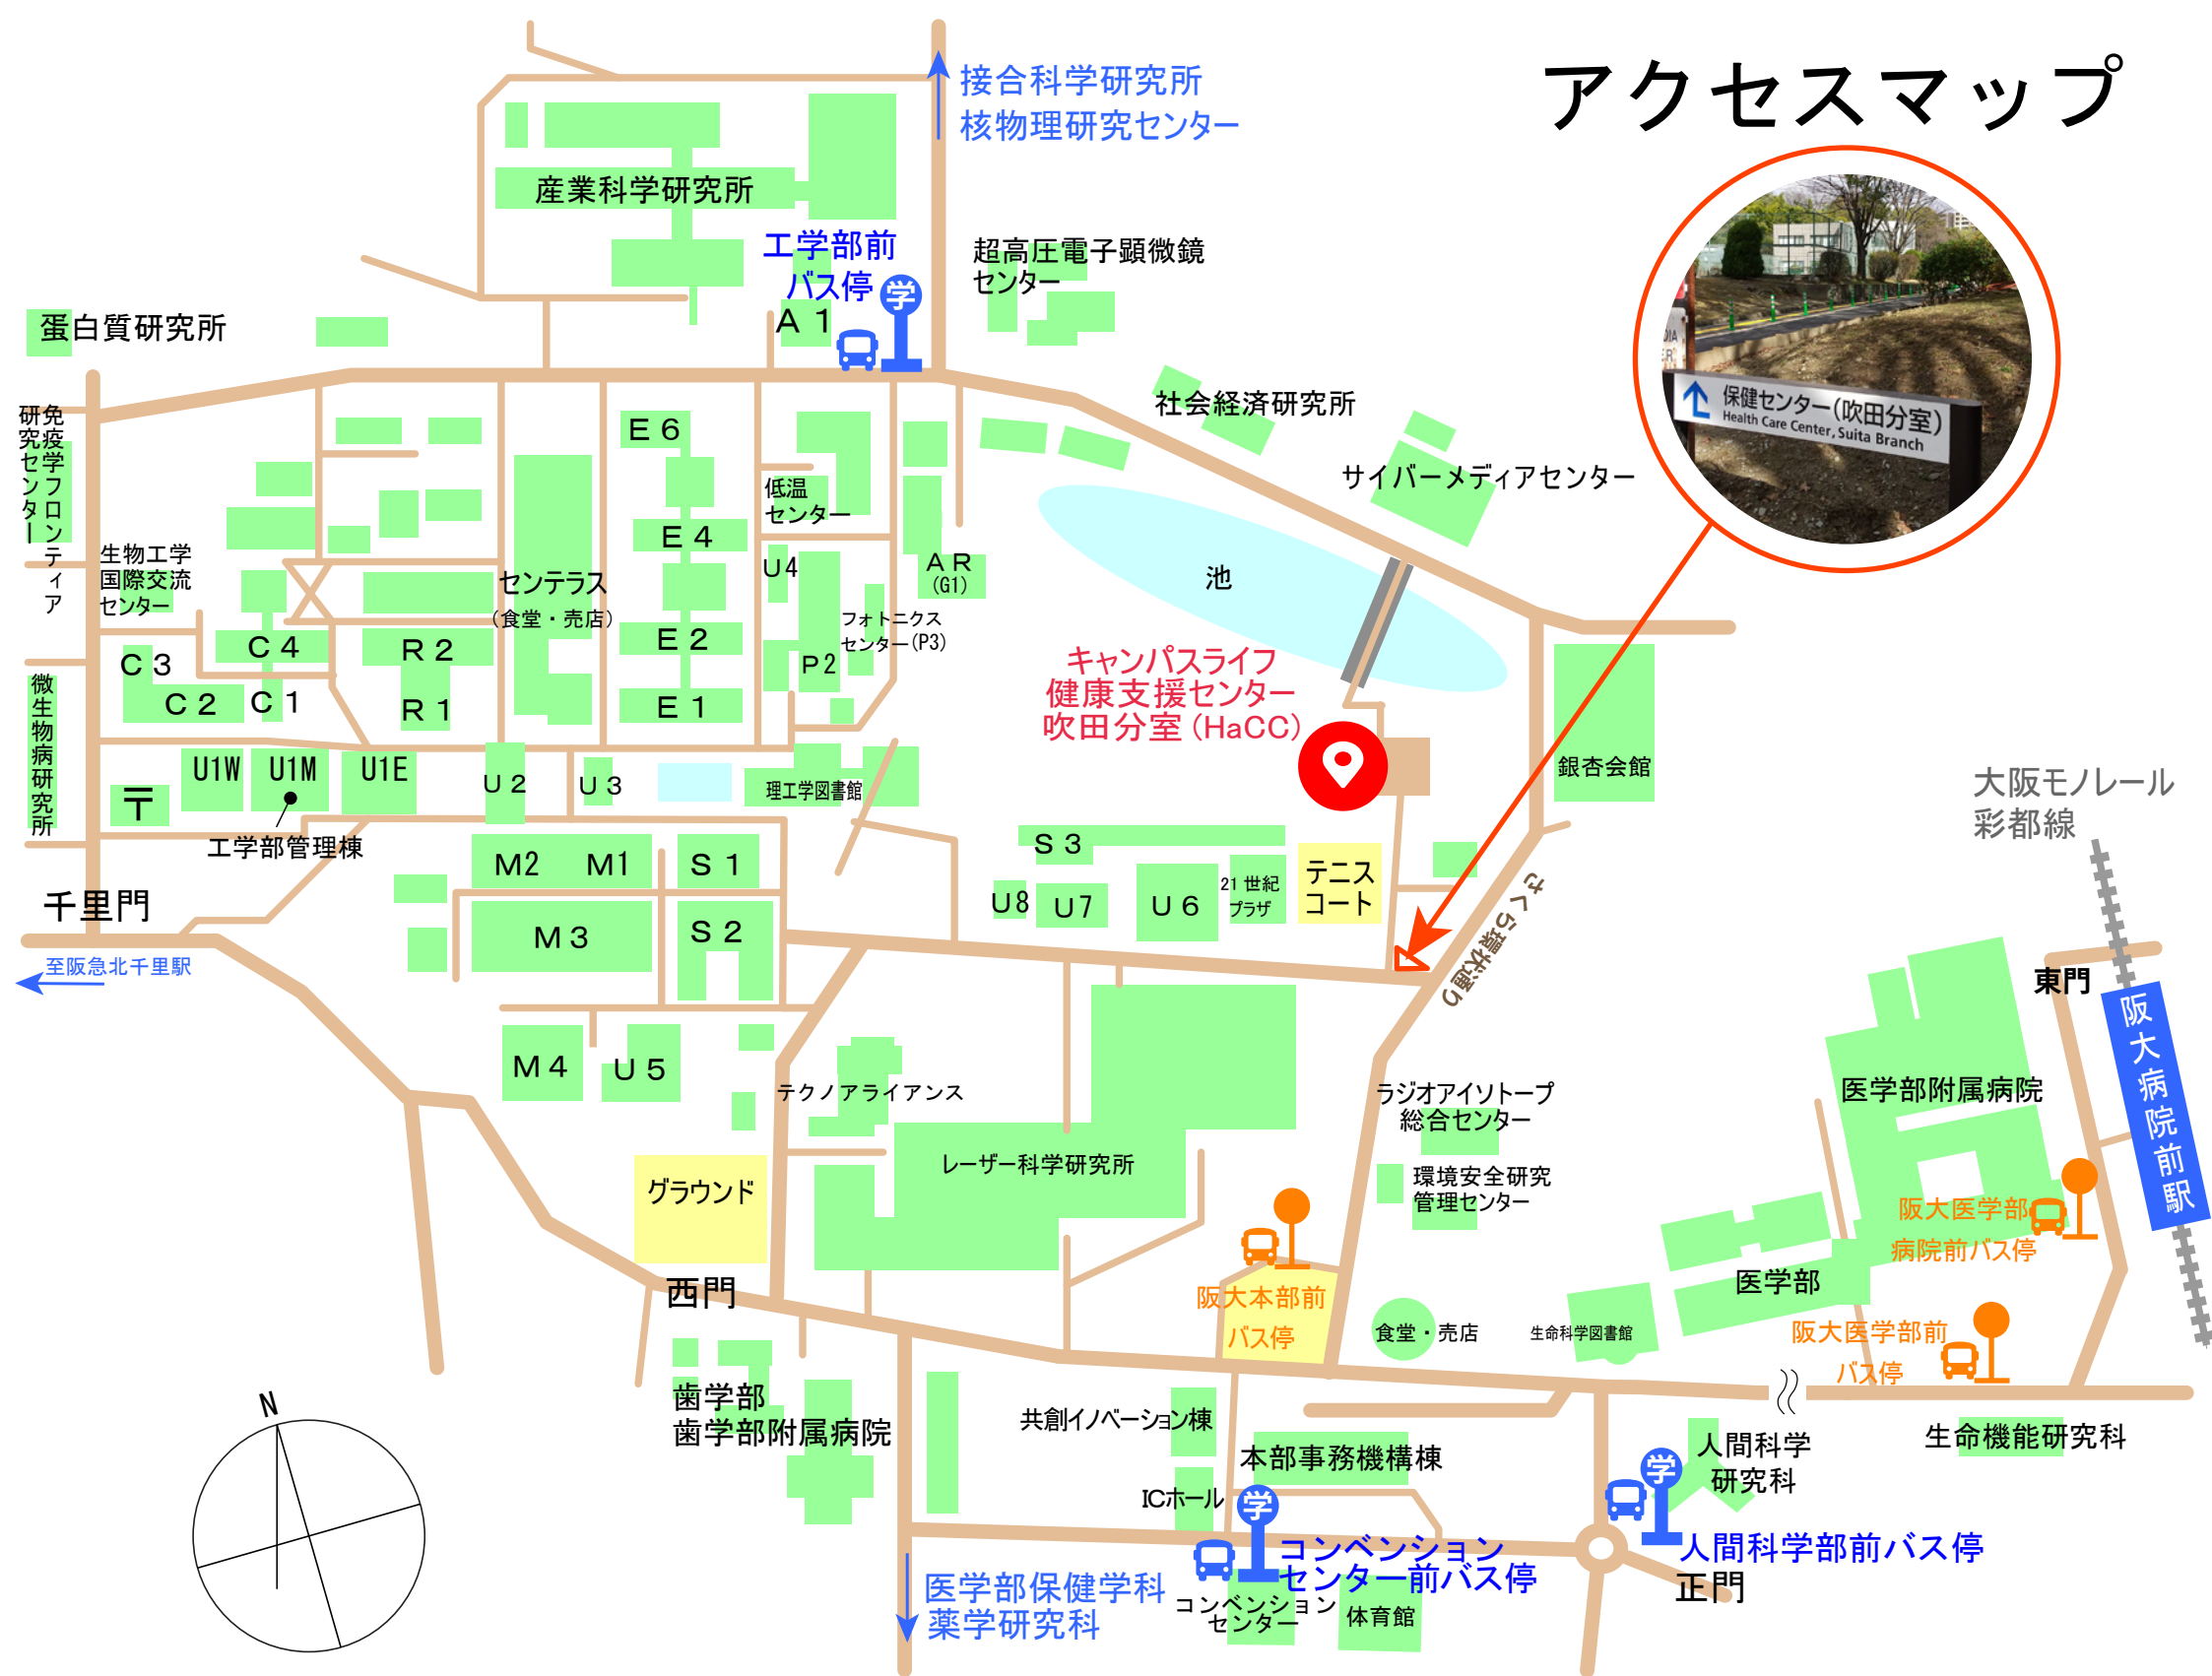 アクセスマップ
接合科学研究所
核物理研究センター
産業科学研究所
工学部前
バス停
学
A 1
超高圧電子顕微鏡
センター
蛋白質研究所
社会経済研究所
サイバーメディアセンター
保健センター(吹田分室)
Health Care Center, Suita Branch
免疫学フロンティア
研究センター
生物工学
国際交流
センター
E 6
E 4
E 2
E 1
低温
センター
U4
A R
(G1)
フォトニクス
センター(P3)
P2
センテラス
(食堂・売店)
池
C 4
C 3
C 2
C 1
R 2
R 1
微生物病研究所
キャンパスライフ
健康支援センター
吹田分室(HaCC)
銀杏会館
〒
U1W
U1M
U1E
U 2
U 3
理工学図書館
工学部管理棟
大阪モノレール
彩都線
M2
M1
S 1
S 3
U8
U7
U 6
21 世紀
プラザ
テニス
コート
さくら環状通り
千里門
至阪急北千里駅
M 3
S 2
M 4
U 5
東門
阪大病院前駅
テクノアライアンス
レーザー科学研究所
ラジオアイソトープ
総合センター
環境安全研究
管理センター
医学部附属病院
グラウンド
西門
阪大医学部
病院前バス停
医学部
阪大本部前
バス停
食堂・売店
生命科学図書館
阪大医学部前
バス停
歯学部
歯学部附属病院
共創イノベーション棟
本部事務機構棟
ICホール
学
コンベンション
センター前バス停
コンベンション
センター
体育館
人間科学
研究科
学
人間科学部前バス停
正門
生命機能研究科
医学部保健学科
薬学研究科
N